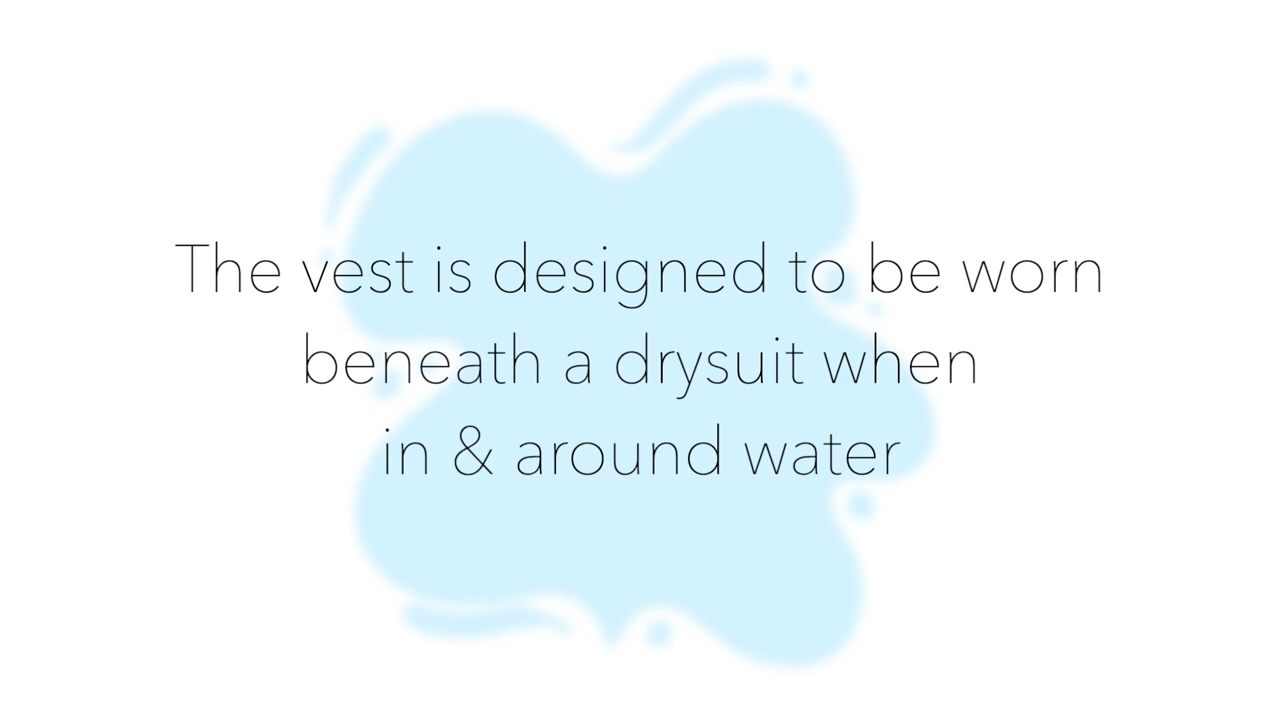 The vest is designed to be worn
beneath a drysuit when
in & around water